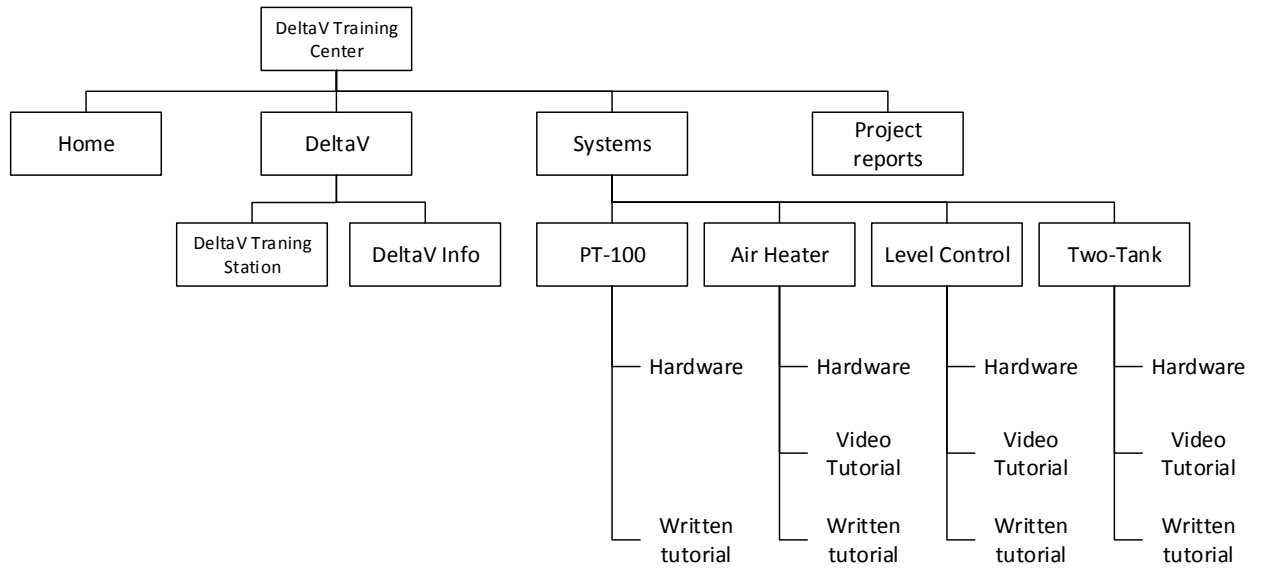 DeltaV Training
Center
Home
DeltaV
Systems
Project
reports
DeltaV Traning
Station
DeltaV Info
PT-100
Air Heater
Level Control
Two-Tank
Hardware
Hardware
Hardware
Hardware
Video
Tutorial
Video
Tutorial
Video
Tutorial
Written
tutorial
Written
tutorial
Written
tutorial
Written
tutorial